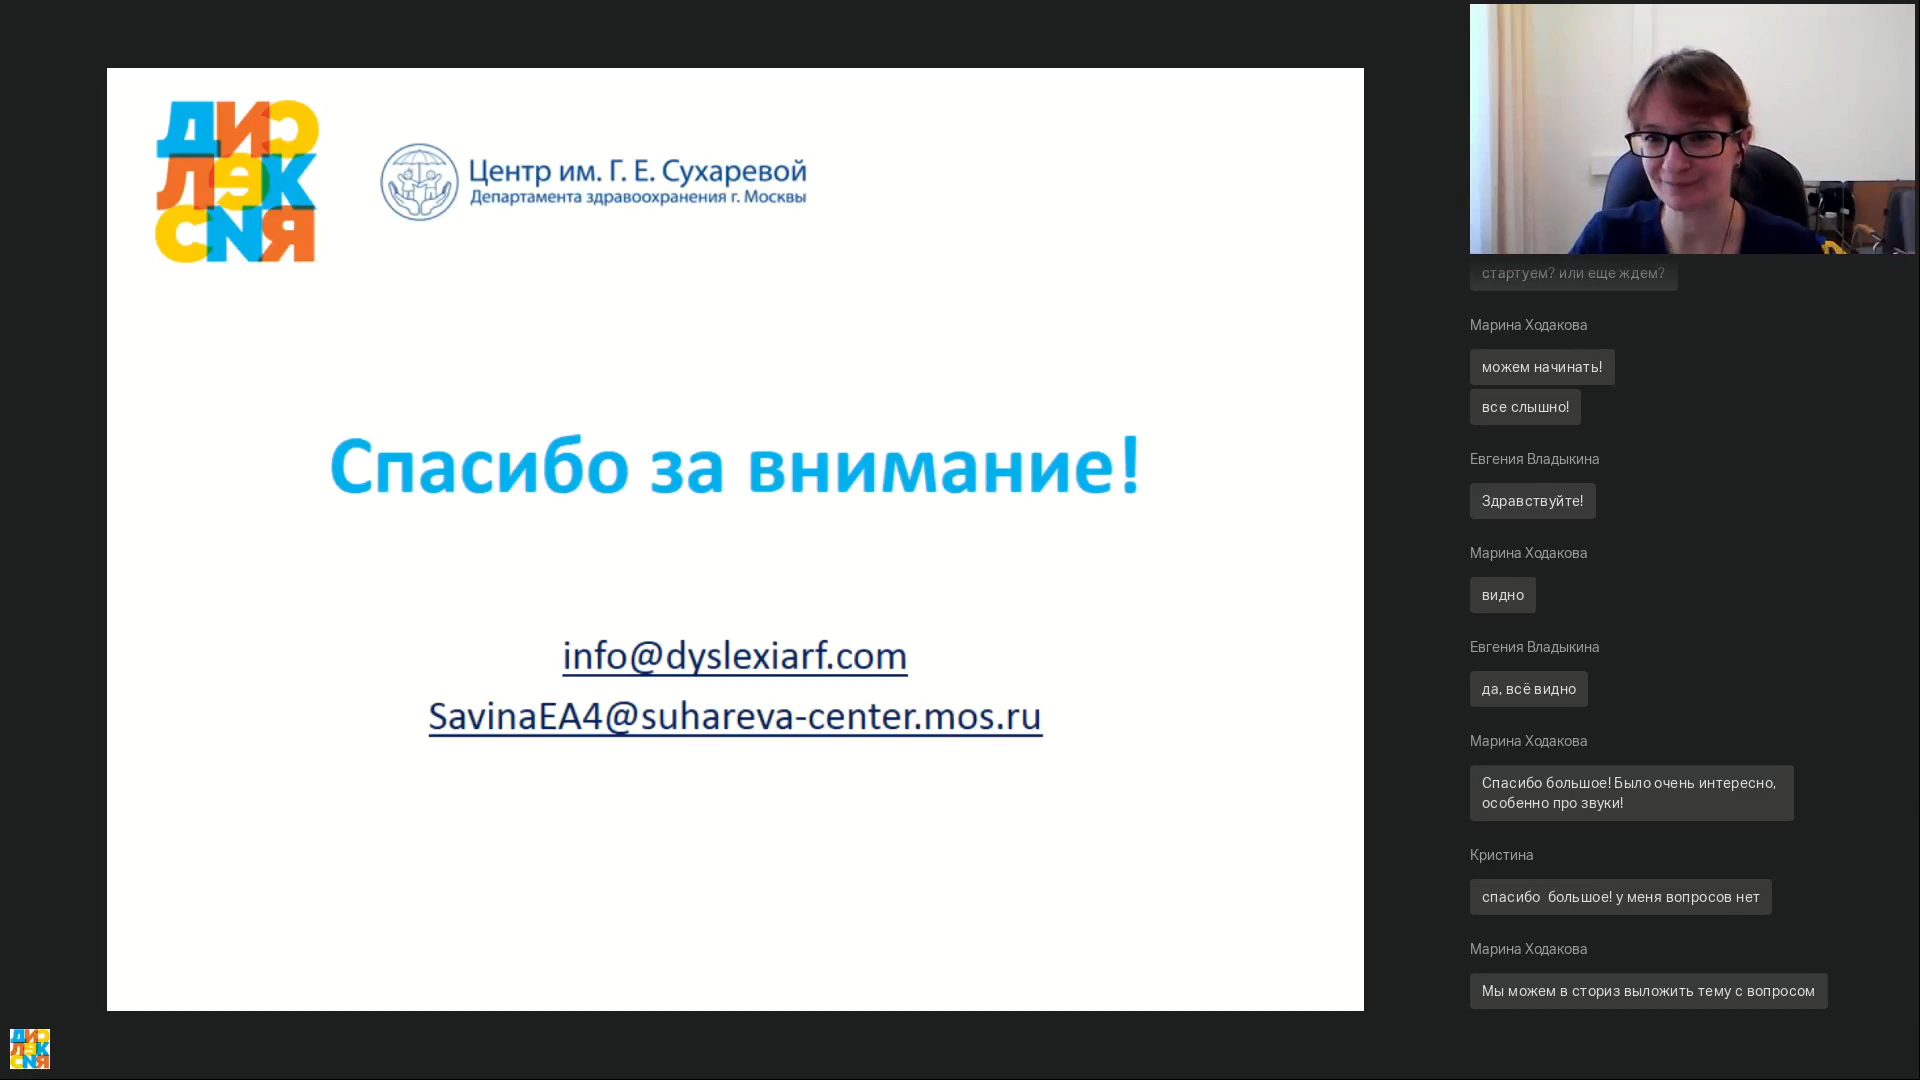 ДИС
ЛЕК
СИЯ
Центр им. Г. Е. Сухаревой
Департамента здравоохранения г. Москвы
Спасибо за внимание!
info@dyslexiarf.com
SavinaEA4@suhareva-center.mos.ru
стартуем? или еще ждем?
Марина Ходакова
можем начинать!
все слышно!
Евгения Владыкина
Здравствуйте!
Марина Ходакова
видно
Евгения Владыкина
да, всё видно
Марина Ходакова
Спасибо большое! Было очень интересно,
особенно про звуки!
Кристина
спасибо  большое! у меня вопросов нет
Марина Ходакова
Мы можем в сториз выложить тему с вопросом
ДИС
ЛЕК
СИЯ